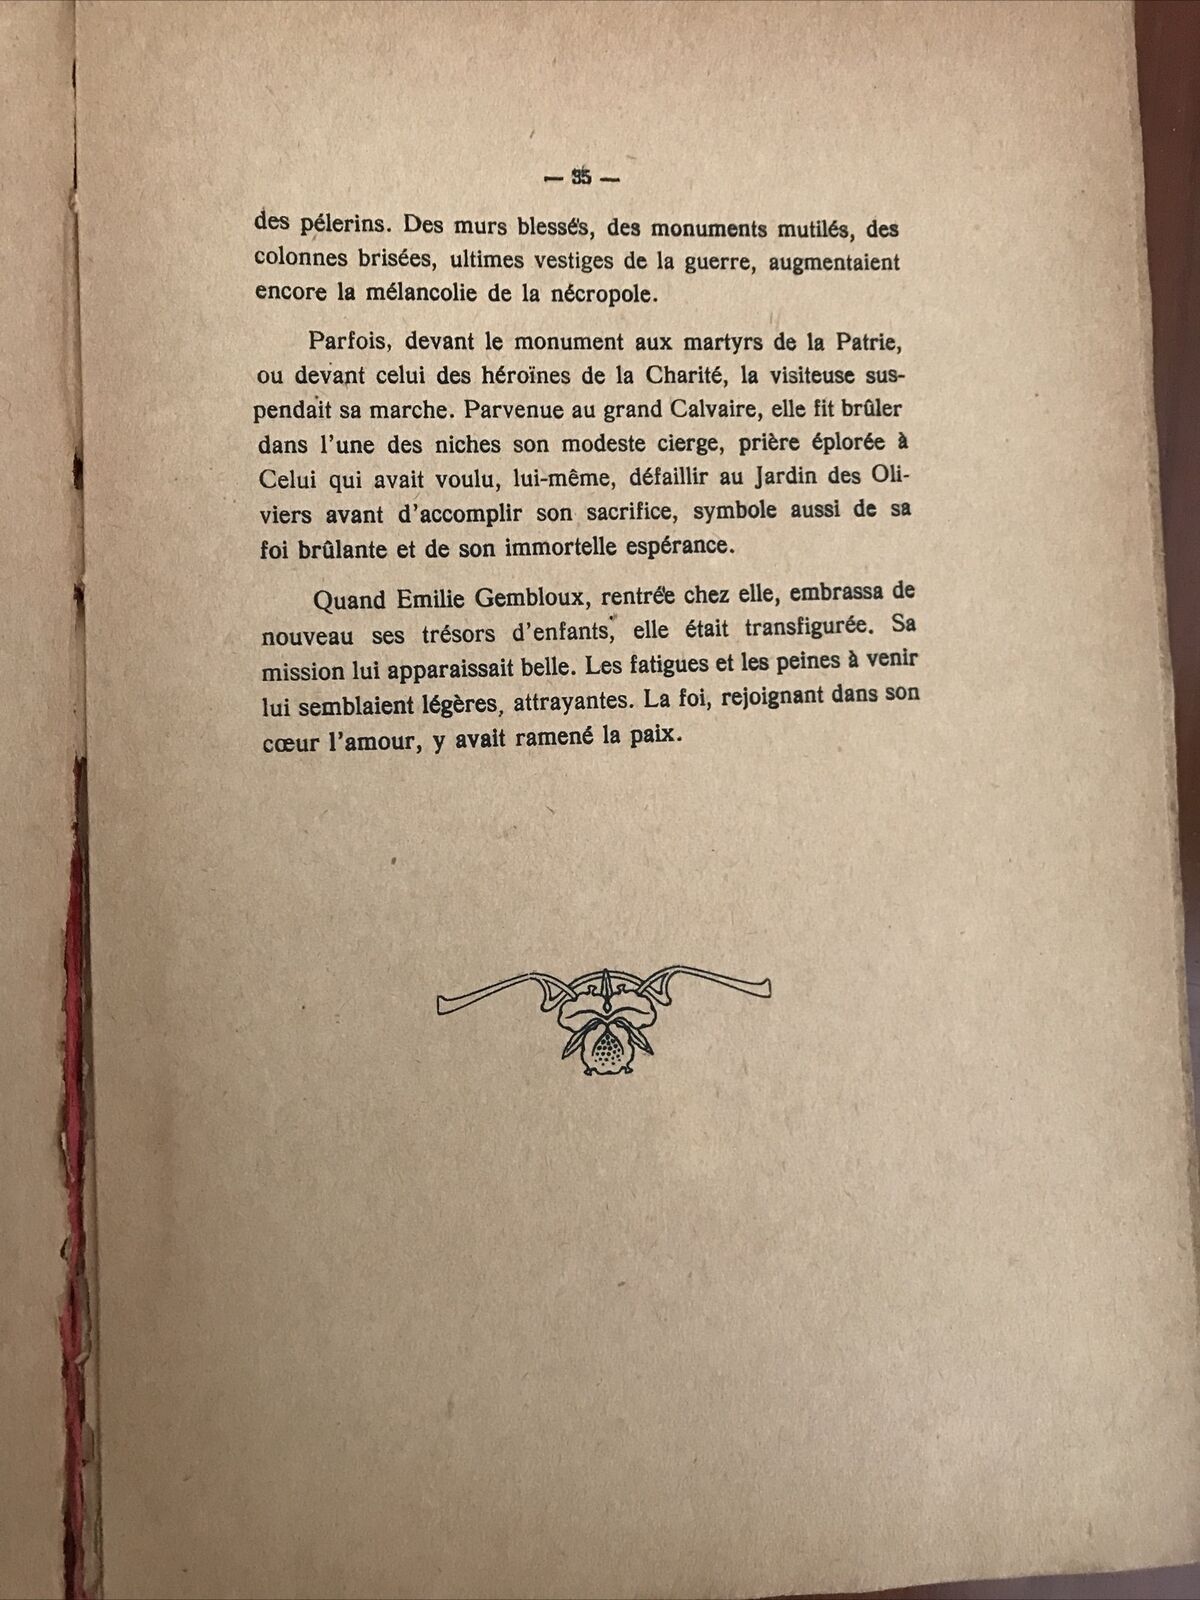 — 35 —
des pélerins. Des murs blessés, des monuments mutilés, des
colonnes brisées, ultimes vestiges de la guerre, augmentaient
encore la mélancolie de la nécropole.
Parfois, devant le monument aux martyrs de la Patrie,
ou devant celui des héroïnes de la Charité, la visiteuse sus-
pendait sa marche. Parvenue au grand Calvaire, elle fit brûler
dans l'une des niches son modeste cierge, prière éplorée à
Celui qui avait voulu, lui-même, défaillir au Jardin des Oli-
viers avant d'accomplir son sacrifice, symbole aussi de sa
foi brûlante et de son immortelle espérance.
Quand Emilie Gembloux, rentrée chez elle, embrassa de
nouveau ses trésors d'enfants, elle était transfigurée. Sa
mission lui apparaissait belle. Les fatigues et les peines à venir
lui semblaient légères, attrayantes. La foi, rejoignant dans son
cœur l'amour, y avait ramené la paix.